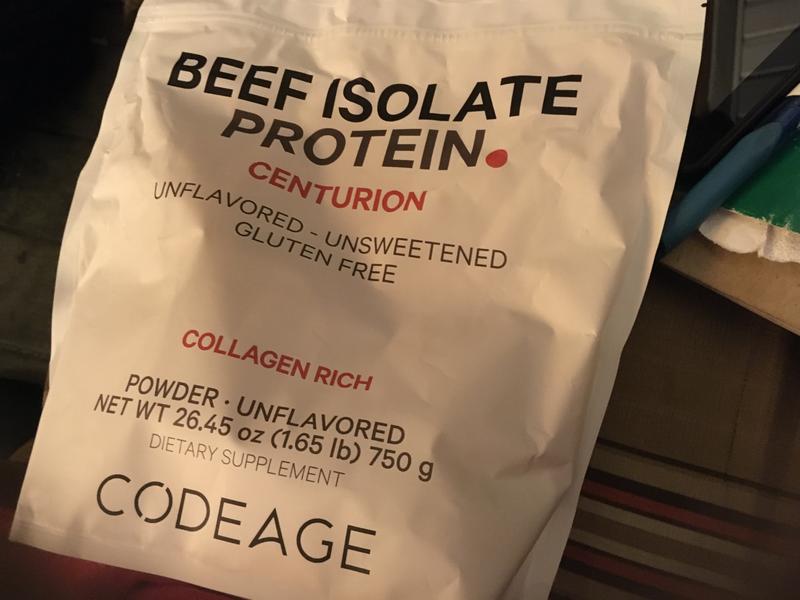 BEEF ISOLATE
PROTEIN.
CENTURION
UNFLAVORED - UNSWEETENED
GLUTEN FREE
COLLAGEN RICH
POWDER · UNFLAVORED
NET WT 26.45 oz (1.65 lb) 750 g
DIETARY SUPPLEMENT
CODEAGE